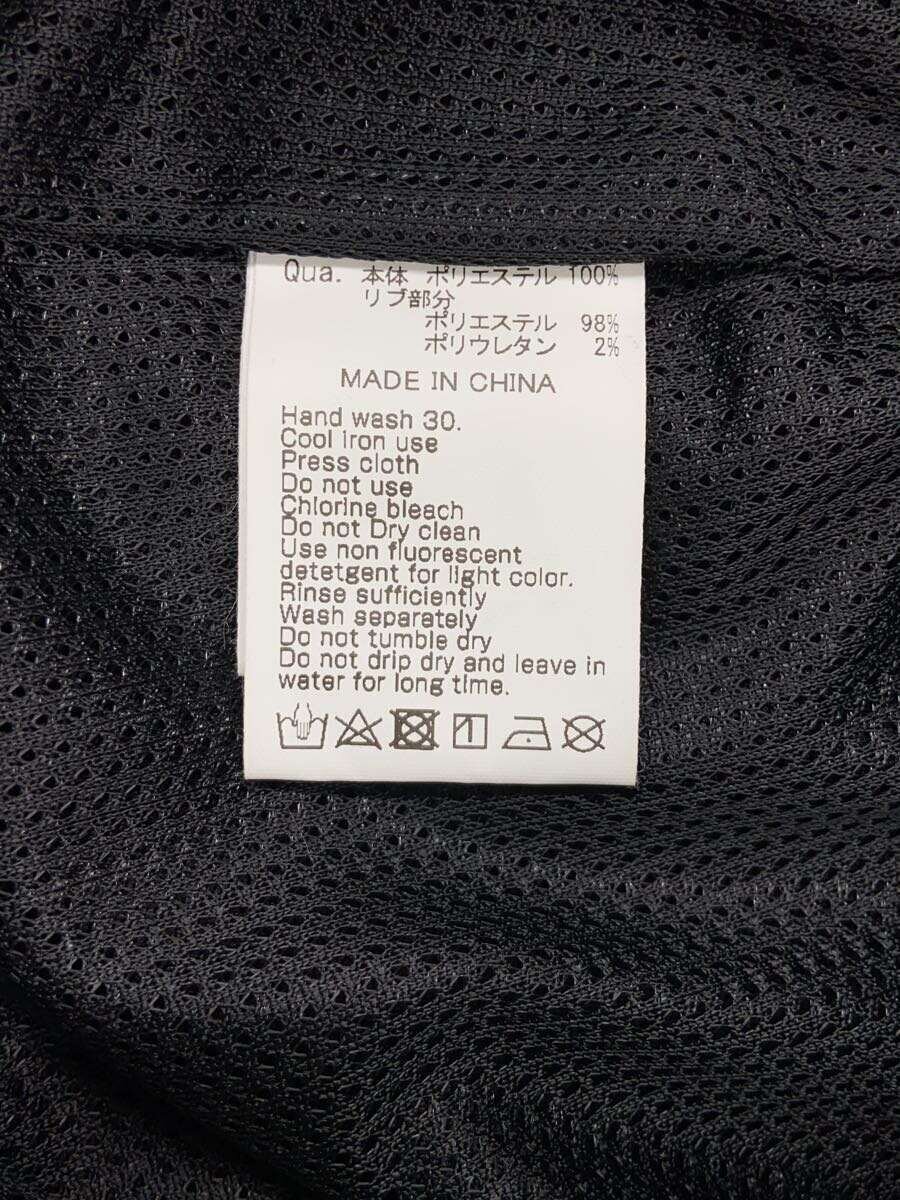 Qua. 本体 ポリエステル 100%
リブ部分
ポリエステル 98%
ポリウレタン 2%
MADE IN CHINA
Hand wash 30.
Cool iron use
Press cloth
Do not use
Chlorine bleach
Do not Dry clean
Use non fluorescent
detetgent for light color.
Rinse sufficiently
Wash separately
Do not tumble dry
Do not drip dry and leave in
water for long time.